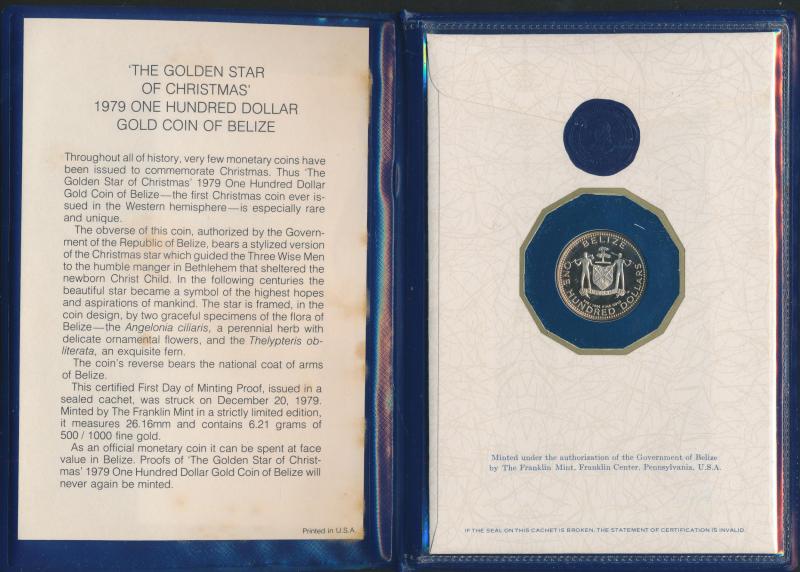 'THE GOLDEN STAR
OF CHRISTMAS'
1979 ONE HUNDRED DOLLAR
GOLD COIN OF BELIZE
Throughout all of history, very few monetary coins have
been issued to commemorate Christmas. Thus 'The
Golden Star of Christmas' 1979 One Hundred Dollar
Gold Coin of Belize—the first Christmas coin ever is-
sued in the Western hemisphere—is especially rare
and unique.
The obverse of this coin, authorized by the Govern-
ment of the Republic of Belize, bears a stylized version
of the Christmas star which guided the Three Wise Men
to the humble manger in Bethlehem that sheltered the
newborn Christ Child. In the following centuries the
beautiful star became a symbol of the highest hopes
and aspirations of mankind. The star is framed, in the
coin design, by two graceful specimens of the flora of
Belize—the Angelonia ciliaris, a perennial herb with
delicate ornamental flowers, and the Thelypteris ob-
literata, an exquisite fern.
The coin's reverse bears the national coat of arms
of Belize.
This certified First Day of Minting Proof, issued in a
sealed cachet, was struck on December 20, 1979.
Minted by The Franklin Mint in a strictly limited edition,
it measures 26.16mm and contains 6.21 grams of
500 / 1000 fine gold.
As an official monetary coin it can be spent at face
value in Belize. Proofs of 'The Golden Star of Christ-
mas' 1979 One Hundred Dollar Gold Coin of Belize will
never again be minted.
Printed in U.S.A.
BELIZE
ONE HUNDRED DOLLARS
Minted under the authorization of the Government of Belize
by The Franklin Mint, Franklin Center, Pennsylvania, U.S.A.
IF THE SEAL ON THIS CACHET IS BROKEN, THE STATEMENT OF CERTIFICATION IS INVALID.